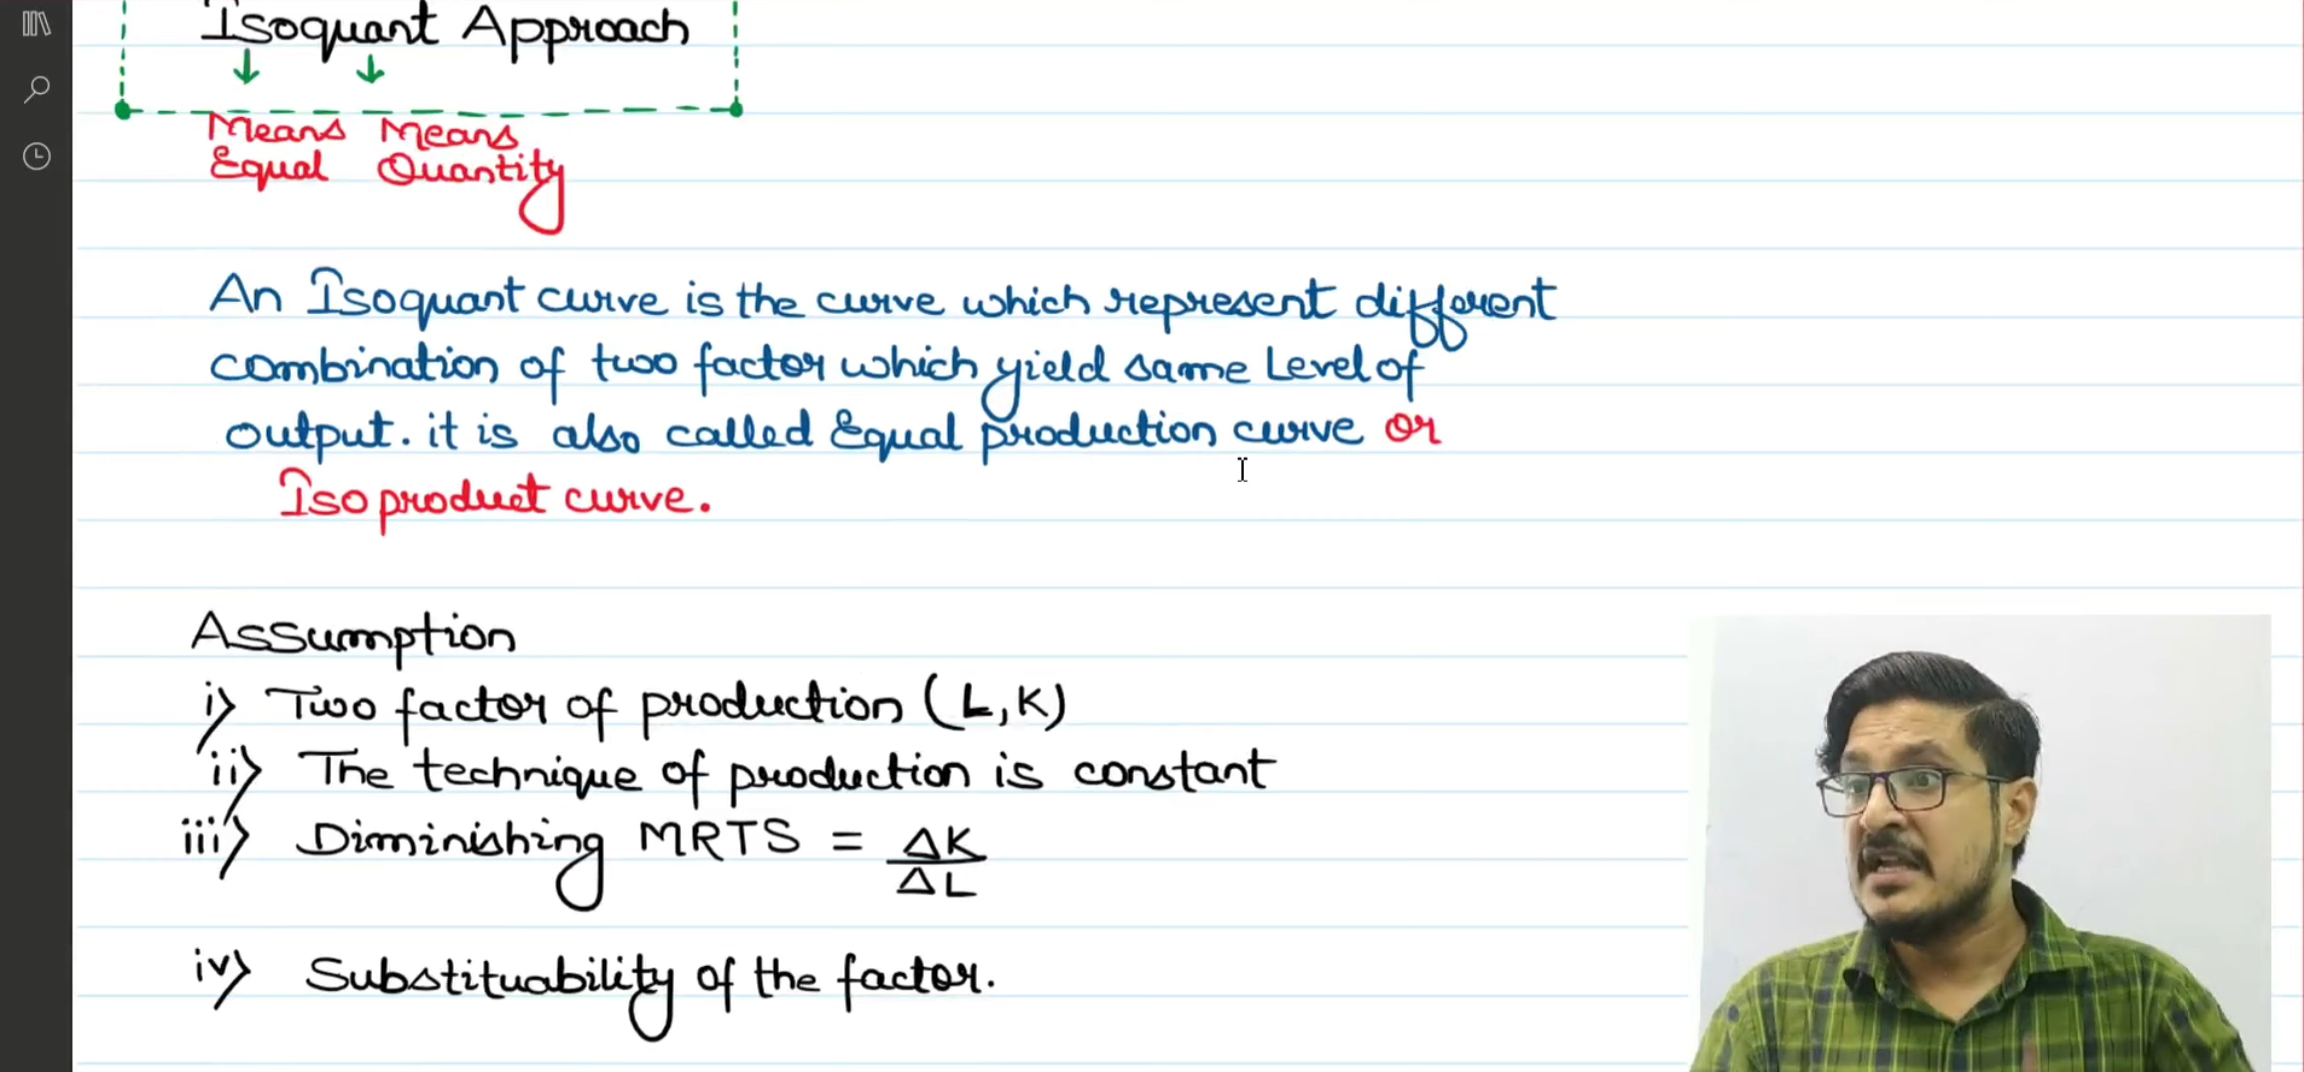 Isoquant Approach
↓ ↓
Means Means
Equal Quantity
An Isoquant curve is the curve which represent different
combination of two factor which yield same Level of
output. it is also called Equal production curve or
Iso product curve.
Assumption
i) Two factor of production (L, K)
ii) The technique of production is constant
iii) Diminishing MRTS = ΔK
ΔL
iv) Substituability of the factor.